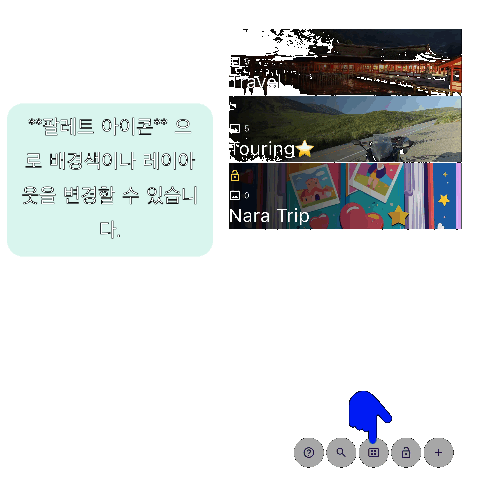 **팔레트 아이콘** 으
로 배경색이나 레이아
웃을 변경할 수 있습니
다.
Travel
5
Touring⭐
0
Nara Trip